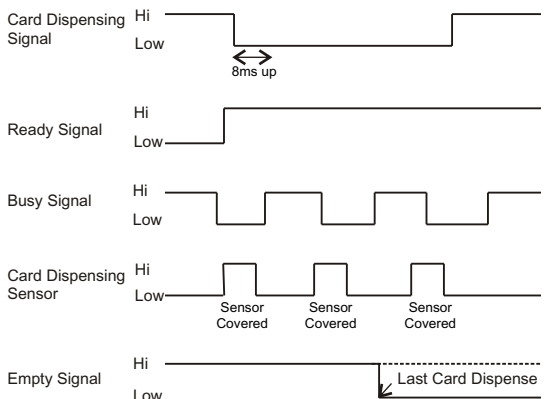 Card Dispensing
Signal
Hi
Low
8ms up
Ready Signal
Hi
Low
Busy Signal
Hi
Low
Card Dispensing
Sensor
Hi
Low
Sensor
Covered
Sensor
Covered
Sensor
Covered
Empty Signal
Hi
Low
Last Card Dispense